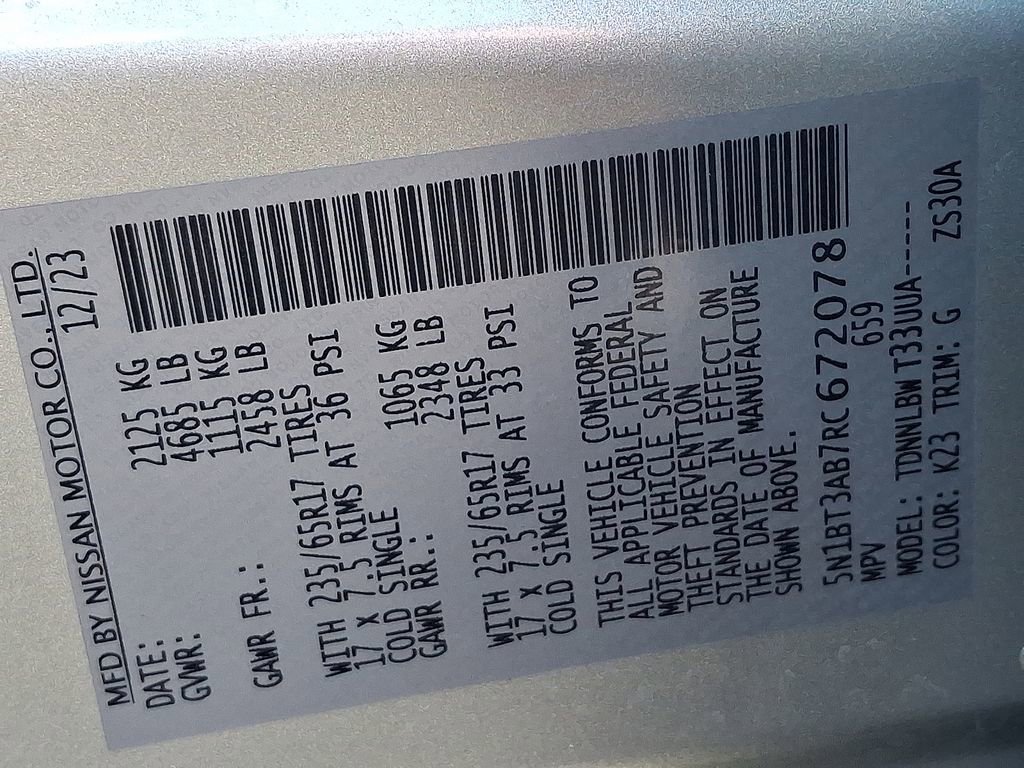 MFD BY NISSAN MOTOR CO., LTD.
DATE: 12/23
GVWR: 2125 KG
4685 LB
GAWR FR.: 1115 KG
2458 LB
WITH 235/65R17 TIRES
17 X 7.5 RIMS AT 36 PSI
COLD SINGLE
GAWR RR.: 1065 KG
2348 LB
WITH 235/65R17 TIRES
17 X 7.5 RIMS AT 33 PSI
COLD SINGLE
THIS VEHICLE CONFORMS TO
ALL APPLICABLE FEDERAL
MOTOR VEHICLE SAFETY AND
THEFT PREVENTION
STANDARDS IN EFFECT ON
THE DATE OF MANUFACTURE
SHOWN ABOVE.
5N1BT3AB7RC672078
MPV 659
MODEL: TDNNLBW T33UUA-----
COLOR: K23 TRIM: G ZS30A